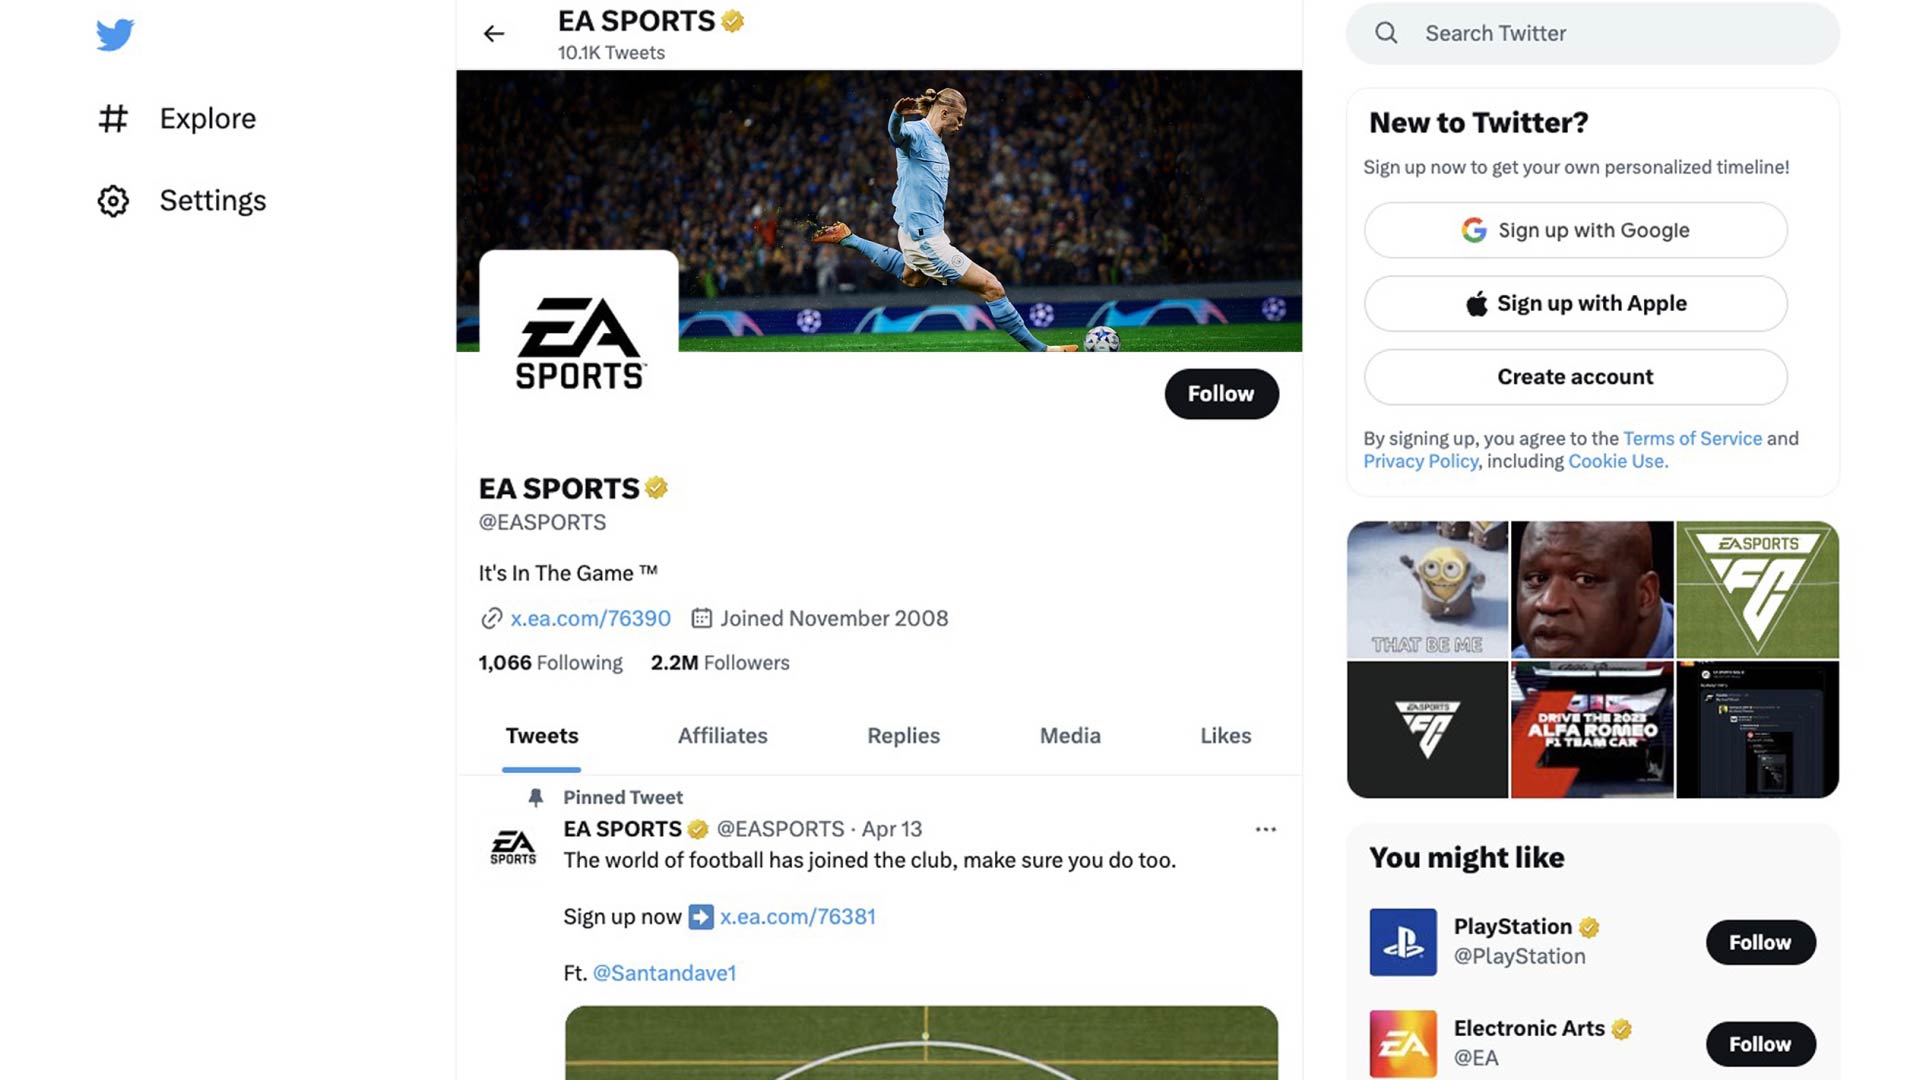 EA SPORTS
10.1K Tweets
Explore
Settings
EA
SPORTS
Follow
EA SPORTS
@EASPORTS
It's In The Game ™
x.ea.com/76390 Joined November 2008
1,066 Following 2.2M Followers
Tweets Affiliates Replies Media Likes
Pinned Tweet
EA SPORTS @EASPORTS · Apr 13
EA
SPORTS
The world of football has joined the club, make sure you do too.
Sign up now x.ea.com/76381
Ft. @Santandave1
Search Twitter
New to Twitter?
Sign up now to get your own personalized timeline!
Sign up with Google
Sign up with Apple
Create account
By signing up, you agree to the Terms of Service and
Privacy Policy, including Cookie Use.
THAT BE ME
EA SPORTS
FC
EA SPORTS
FC
DRIVE THE 2023
ALFA ROMEO
F1 TEAM CAR
You might like
PlayStation
@PlayStation
Follow
EA
Electronic Arts
@EA
Follow